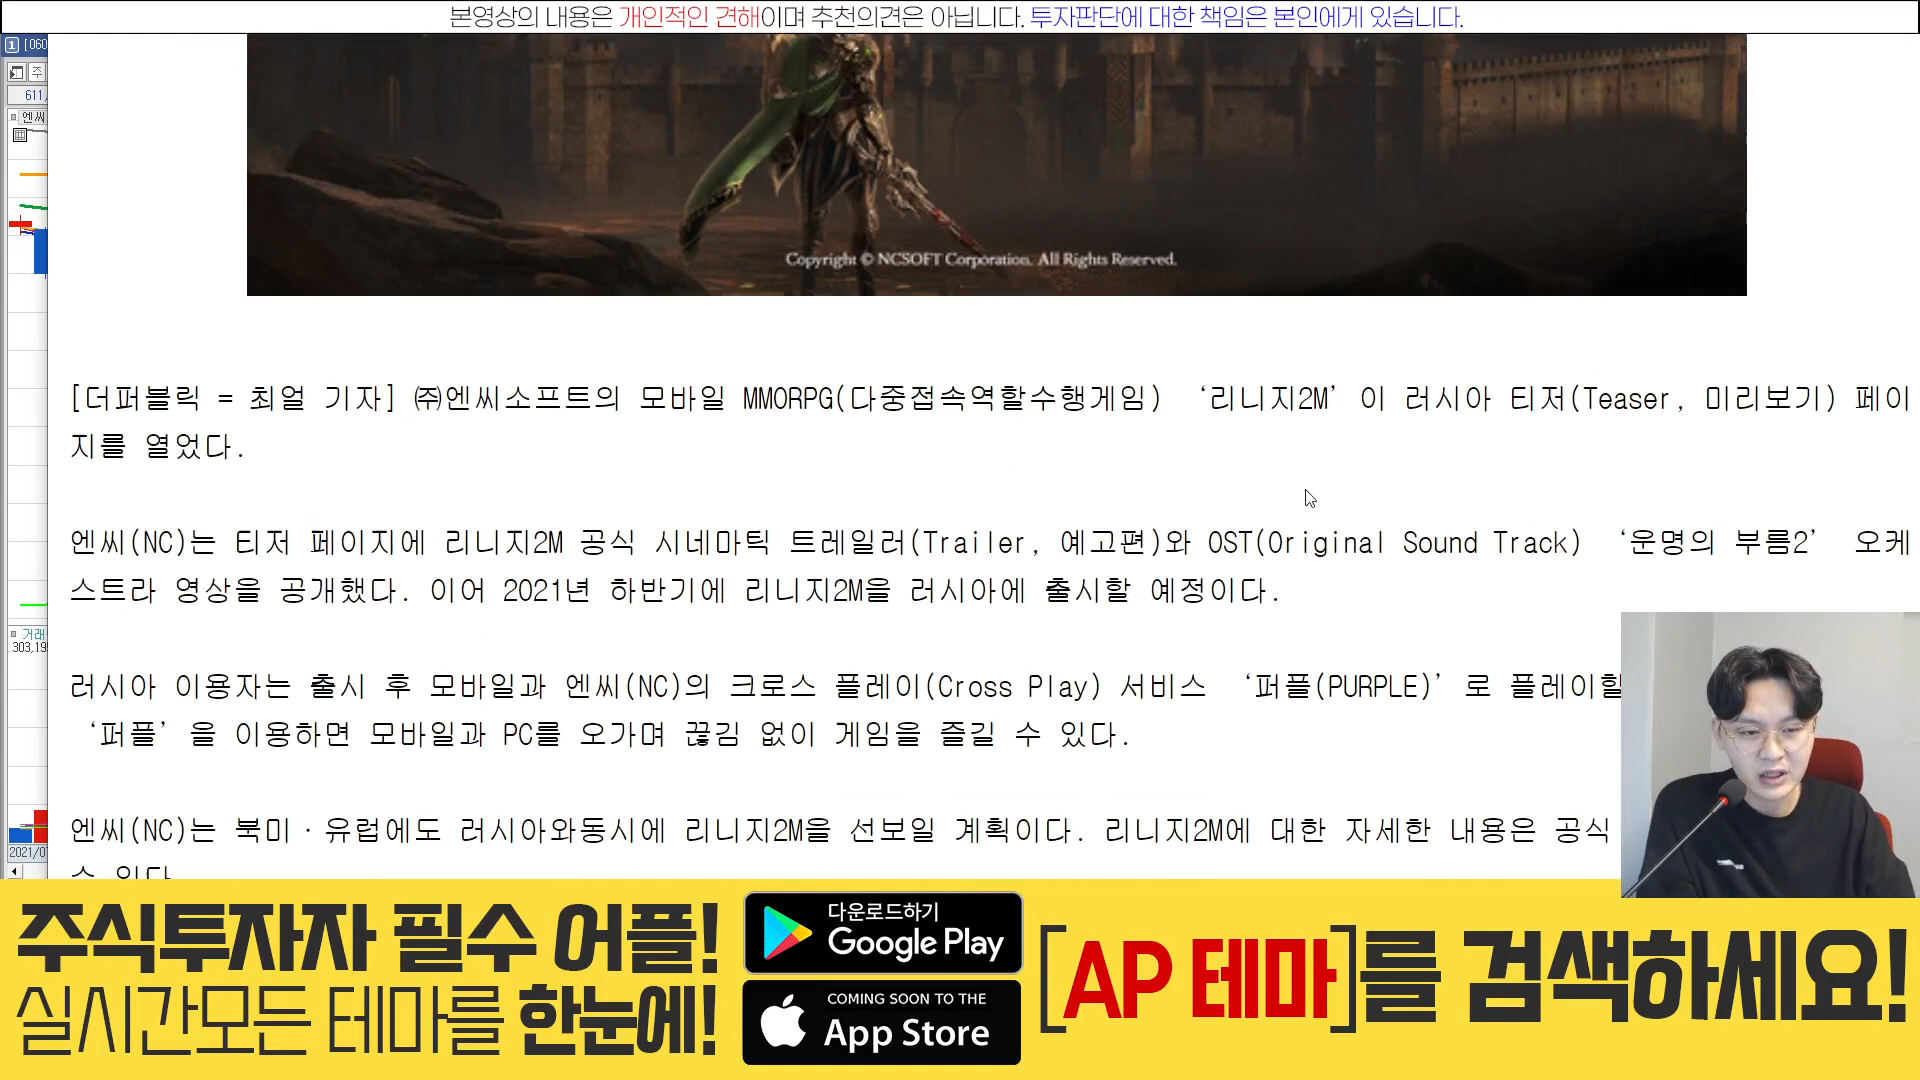 본영상의 내용은 개인적인 견해이며 추천의견은 아닙니다. 투자판단에 대한 책임은 본인에게 있습니다.
1 [060
주
611,
엔씨
Copyright © NCSOFT Corporation. All Rights Reserved.
[더퍼블릭 = 최얼 기자] ㈜엔씨소프트의 모바일 MMORPG(다중접속역할수행게임) ‘리니지2M’이 러시아 티저(Teaser, 미리보기) 페이
지를 열었다.
엔씨(NC)는 티저 페이지에 리니지2M 공식 시네마틱 트레일러(Trailer, 예고편)와 OST(Original Sound Track) ‘운명의 부름2’ 오케
스트라 영상을 공개했다. 이어 2021년 하반기에 리니지2M을 러시아에 출시할 예정이다.
거래
303,19
러시아 이용자는 출시 후 모바일과 엔씨(NC)의 크로스 플레이(Cross Play) 서비스 ‘퍼플(PURPLE)’로 플레이할
‘퍼플’을 이용하면 모바일과 PC를 오가며 끊김 없이 게임을 즐길 수 있다.
엔씨(NC)는 북미·유럽에도 러시아와동시에 리니지2M을 선보일 계획이다. 리니지2M에 대한 자세한 내용은 공식
2021/0
수 있다
주식투자자 필수 어플!
실시간모든 테마를 한눈에!
다운로드하기
Google Play
COMING SOON TO THE
App Store
[AP 테마]를 검색하세요!